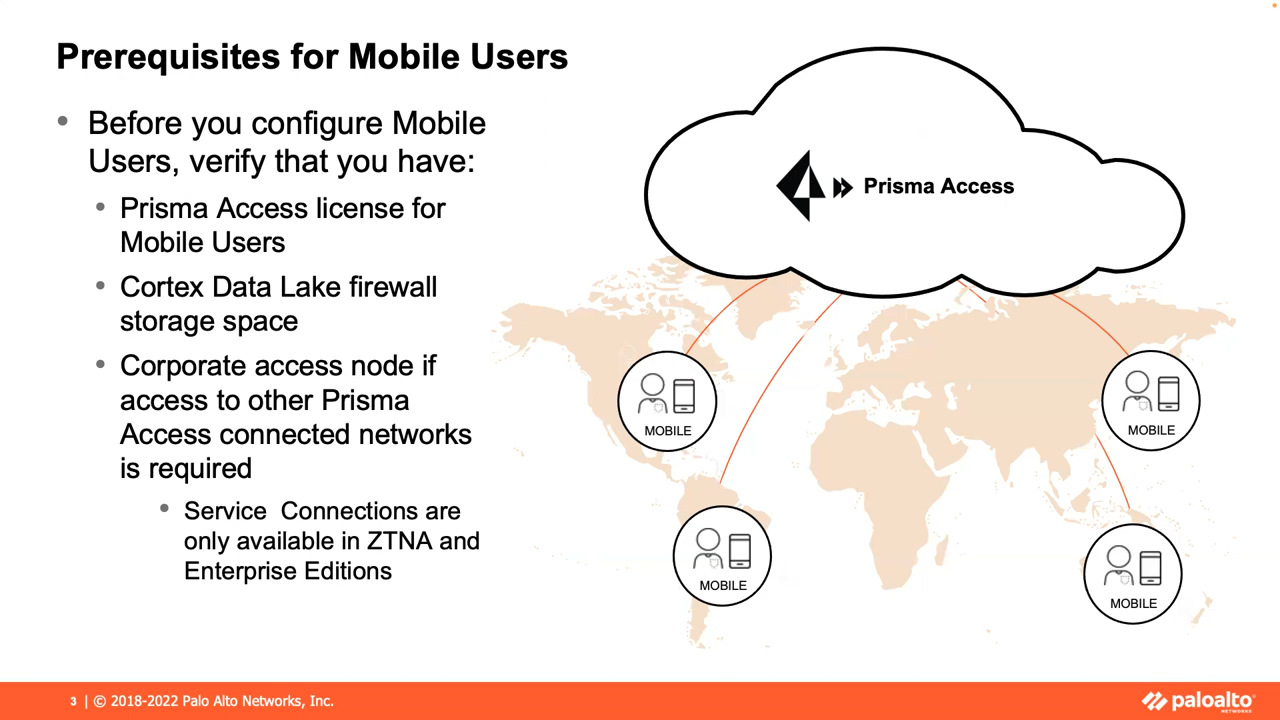 Prerequisites for Mobile Users
• Before you configure Mobile
Users, verify that you have:
• Prisma Access license for
Mobile Users
• Cortex Data Lake firewall
storage space
• Corporate access node if
access to other Prisma
Access connected networks
is required
• Service  Connections are
only available in ZTNA and
Enterprise Editions
Prisma Access
MOBILE
MOBILE
MOBILE
MOBILE
3 | © 2018-2022 Palo Alto Networks, Inc.
paloalto
NETWORKS